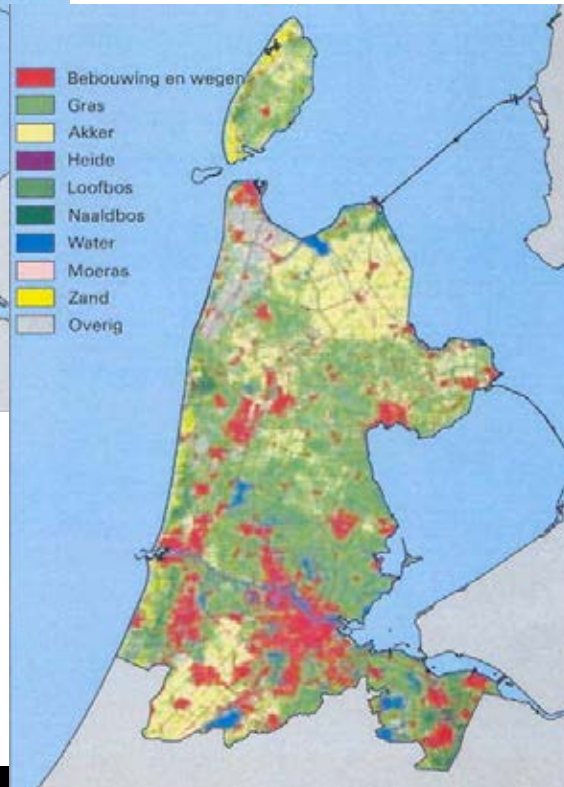 Bebouwing en wegen
Gras
Akker
Heide
Loofbos
Naaldbos
Water
Moeras
Zand
Overig